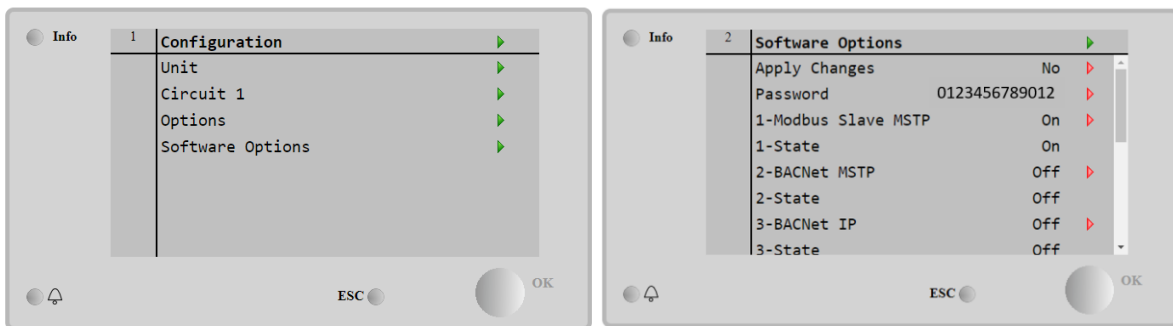 Info
1 Configuration
Unit
Circuit 1
Options
Software Options
ESC
OK
Info
2 Software Options
Apply Changes No
Password 0123456789012
1-Modbus Slave MSTP On
1-State On
2-BACNet MSTP Off
2-State Off
3-BACNet IP Off
3-State Off
ESC
OK